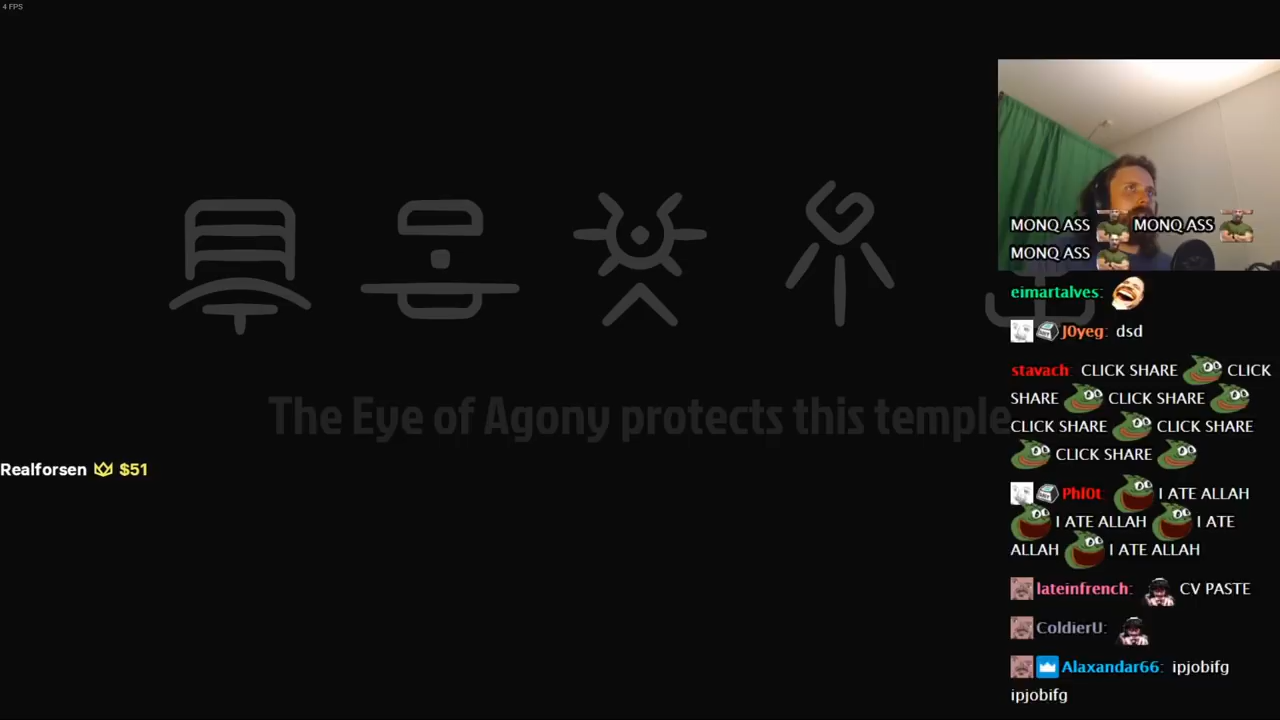 4 FPS
The Eye of Agony protects this temple
Realforsen $51
MONQ ASS MONQ ASS
MONQ ASS
eimartalves:
J0yeg: dsd
stavach: CLICK SHARE CLICK
SHARE CLICK SHARE
CLICK SHARE CLICK SHARE
CLICK SHARE
Phl0t: I ATE ALLAH
I ATE ALLAH I ATE
ALLAH I ATE ALLAH
lateinfrench: CV PASTE
ColdierU:
Alaxandar66: ipjobifg
ipjobifg